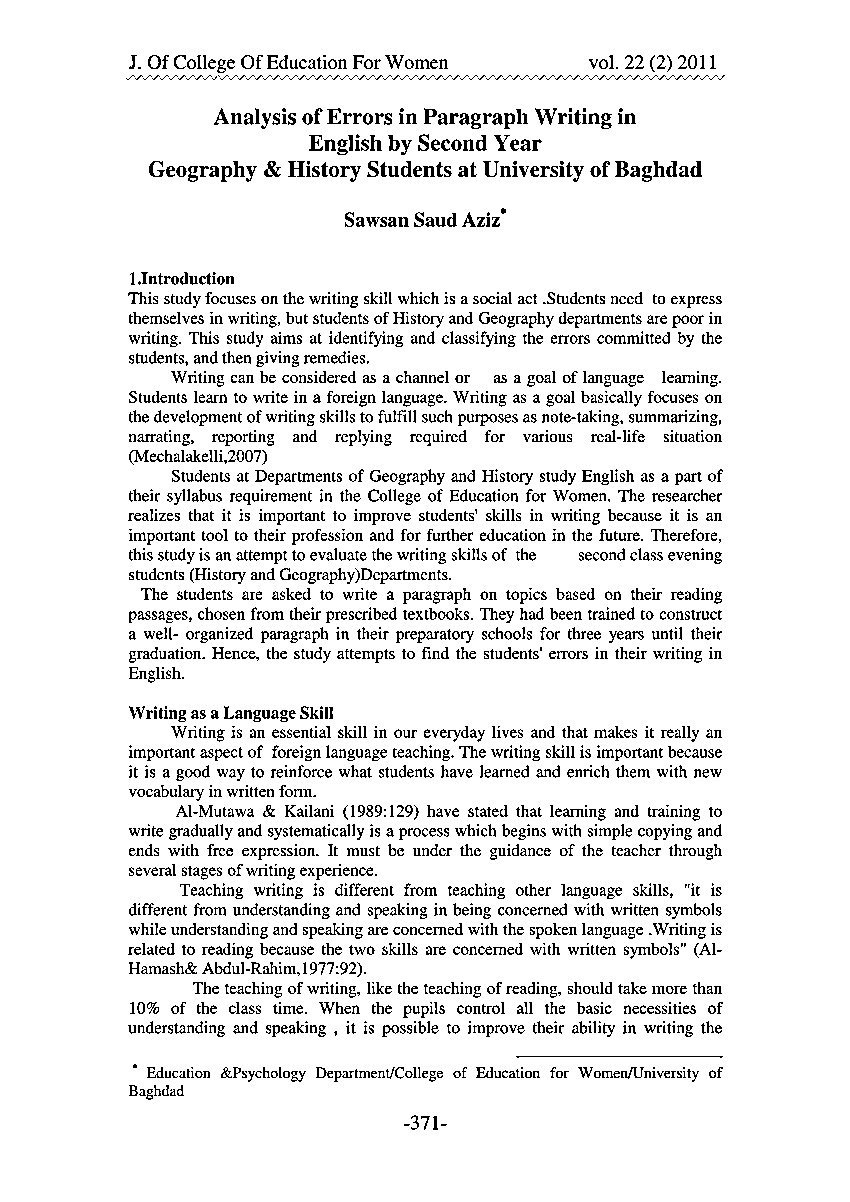 J. Of College Of Education For Women vol. 22 (2) 2011
Analysis of Errors in Paragraph Writing in
English by Second Year
Geography & History Students at University of Baghdad
Sawsan Saud Aziz*
1.Introduction
This study focuses on the writing skill which is a social act .Students need to express
themselves in writing, but students of History and Geography departments are poor in
writing. This study aims at identifying and classifying the errors committed by the
students, and then giving remedies.
Writing can be considered as a channel or as a goal of language learning.
Students learn to write in a foreign language. Writing as a goal basically focuses on
the development of writing skills to fulfill such purposes as note-taking, summarizing,
narrating, reporting and replying required for various real-life situation
(Mechalakelli,2007)
Students at Departments of Geography and History study English as a part of
their syllabus requirement in the College of Education for Women. The researcher
realizes that it is important to improve students' skills in writing because it is an
important tool to their profession and for further education in the future. Therefore,
this study is an attempt to evaluate the writing skills of the second class evening
students (History and Geography)Departments.
The students are asked to write a paragraph on topics based on their reading
passages, chosen from their prescribed textbooks. They had been trained to construct
a well- organized paragraph in their preparatory schools for three years until their
graduation. Hence, the study attempts to find the students' errors in their writing in
English.
Writing as a Language Skill
Writing is an essential skill in our everyday lives and that makes it really an
important aspect of foreign language teaching. The writing skill is important because
it is a good way to reinforce what students have learned and enrich them with new
vocabulary in written form.
Al-Mutawa & Kailani (1989:129) have stated that learning and training to
write gradually and systematically is a process which begins with simple copying and
ends with free expression. It must be under the guidance of the teacher through
several stages of writing experience.
Teaching writing is different from teaching other language skills, "it is
different from understanding and speaking in being concerned with written symbols
while understanding and speaking are concerned with the spoken language .Writing is
related to reading because the two skills are concerned with written symbols" (Al-
Hamash& Abdul-Rahim,1977:92).
The teaching of writing, like the teaching of reading, should take more than
10% of the class time. When the pupils control all the basic necessities of
understanding and speaking , it is possible to improve their ability in writing the
* Education &Psychology Department/College of Education for Women/University of
Baghdad
-371-